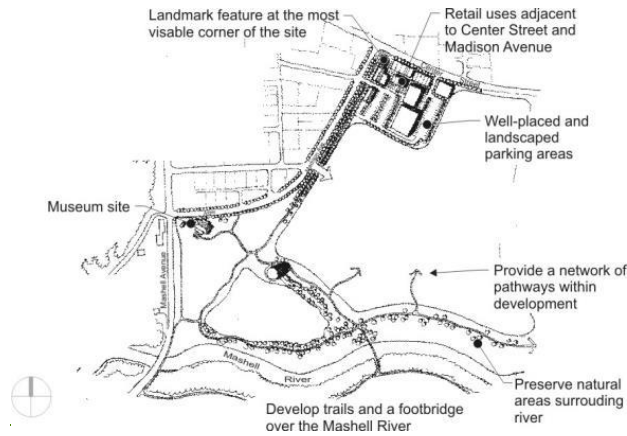 Landmark feature at the most
visable corner of the site
Retail uses adjacent
to Center Street and
Madison Avenue
Well-placed and
landscaped
parking areas
Museum site
Mashell Avenue
Provide a network of
pathways within
development
Mashell
River
Preserve natural
areas surrouding
river
Develop trails and a footbridge
over the Mashell River